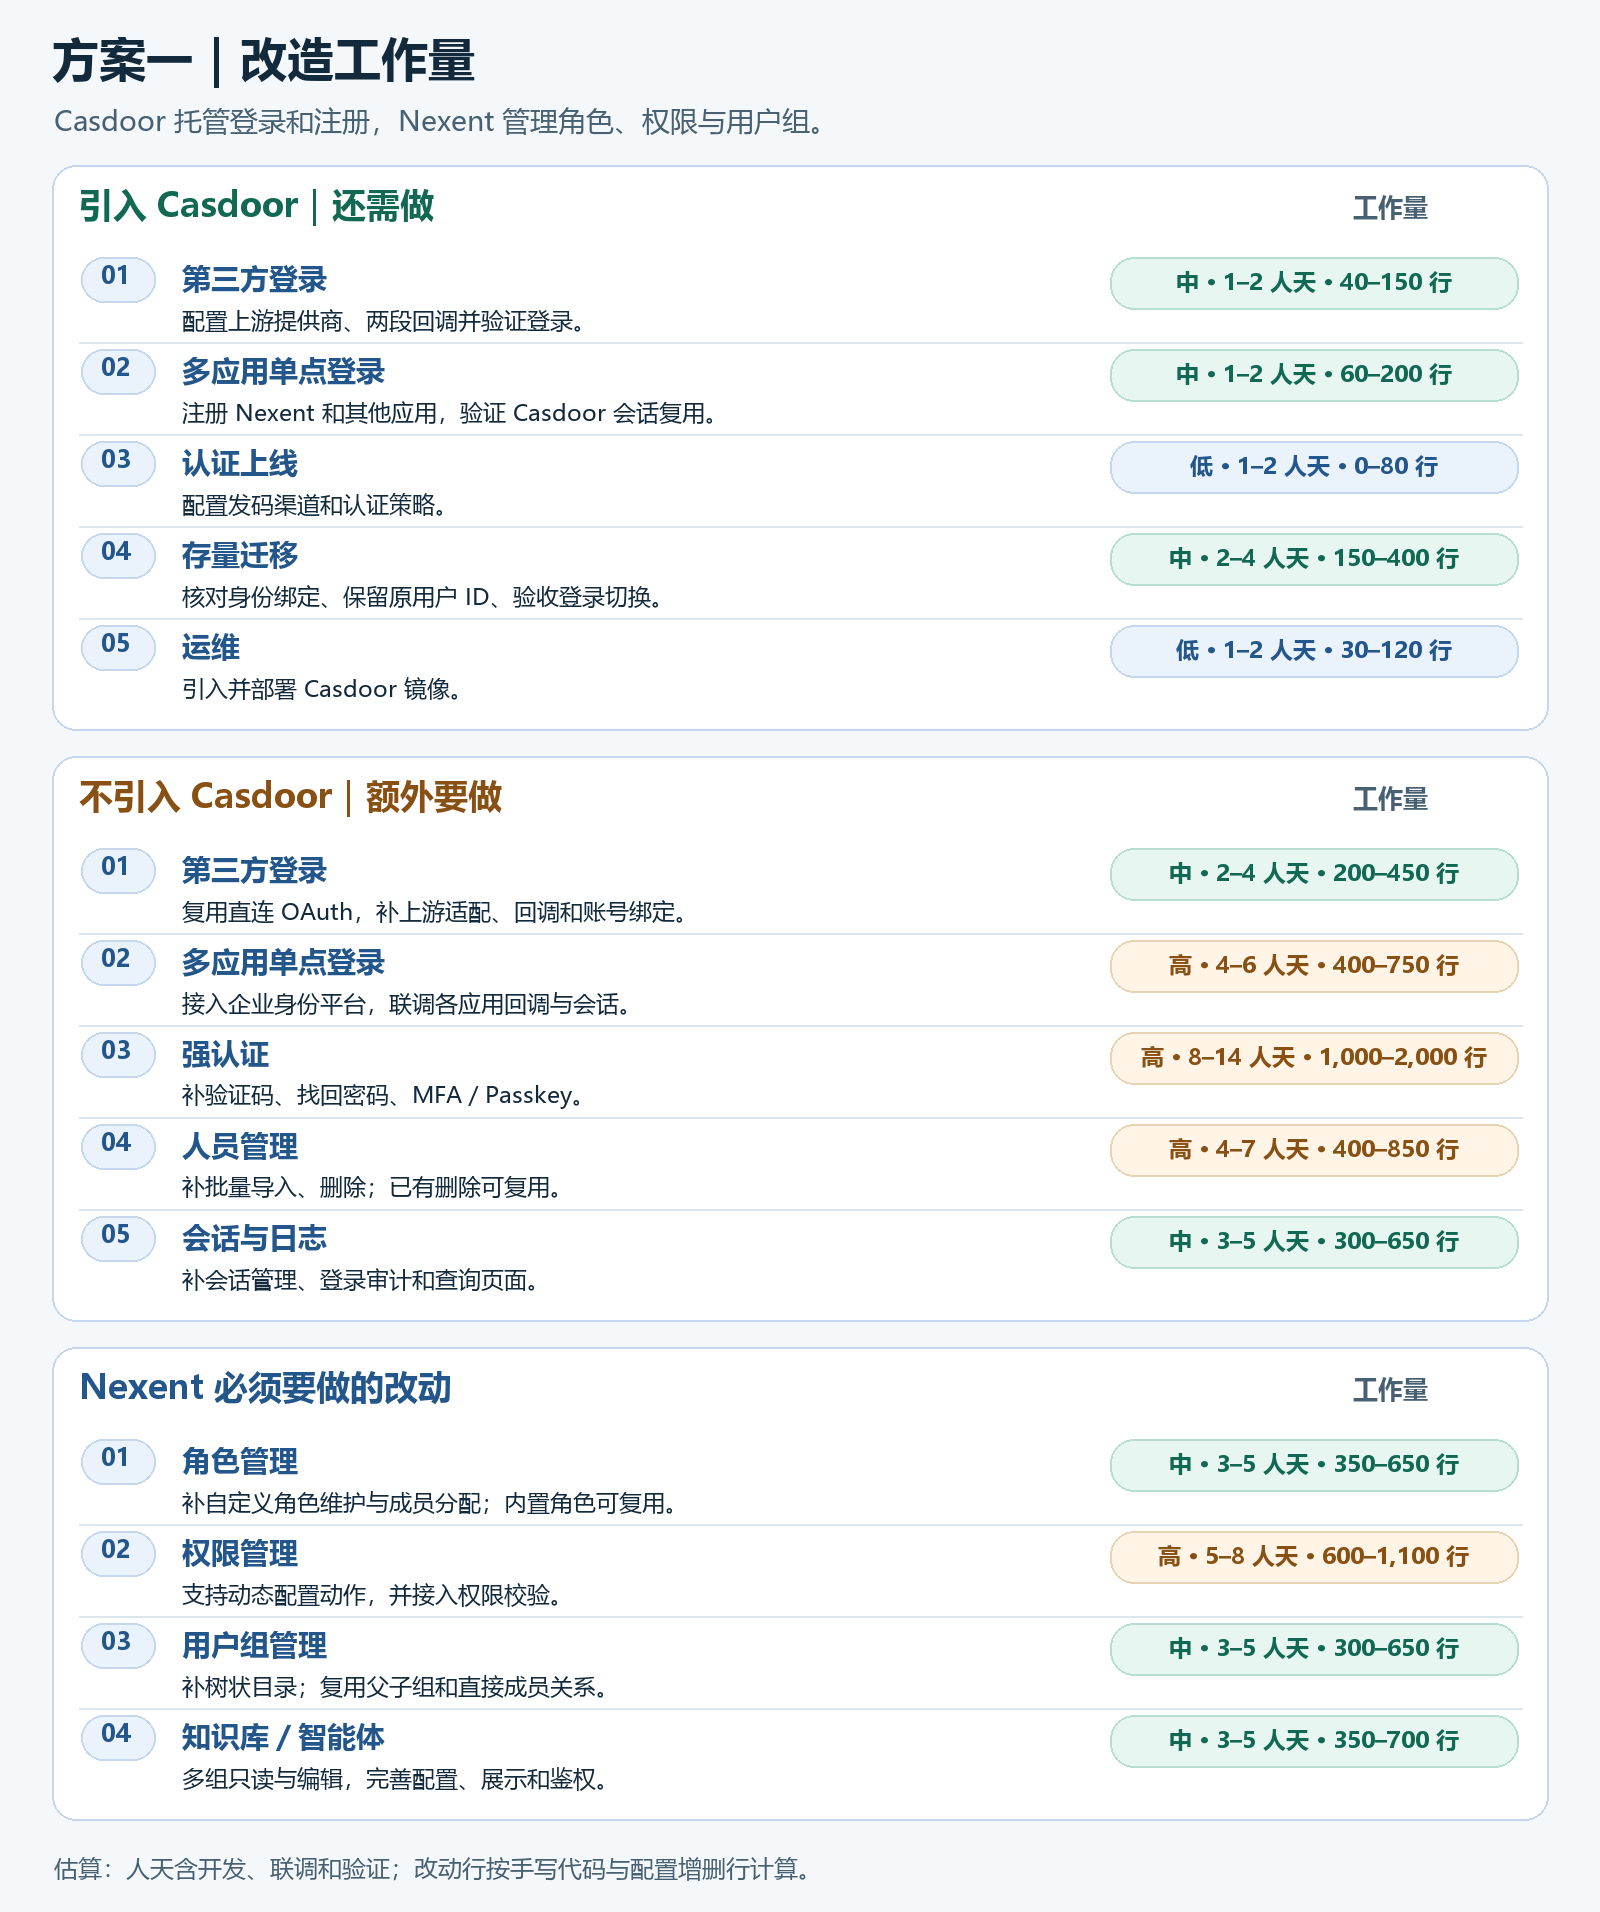 方案一｜改造工作量
Casdoor 托管登录和注册，Nexent 管理角色、权限与用户组。
引入 Casdoor｜还需做
工作量
01
第三方登录
中 • 1–2 人天 • 40–150 行
配置上游提供商、两段回调并验证登录。
02
多应用单点登录
中 • 1–2 人天 • 60–200 行
注册 Nexent 和其他应用，验证 Casdoor 会话复用。
03
认证上线
低 • 1–2 人天 • 0–80 行
配置发码渠道和认证策略。
04
存量迁移
中 • 2–4 人天 • 150–400 行
核对身份绑定、保留原用户 ID、验收登录切换。
05
运维
低 • 1–2 人天 • 30–120 行
引入并部署 Casdoor 镜像。
不引入 Casdoor｜额外要做
工作量
01
第三方登录
中 • 2–4 人天 • 200–450 行
复用直连 OAuth，补上游适配、回调和账号绑定。
02
多应用单点登录
高 • 4–6 人天 • 400–750 行
接入企业身份平台，联调各应用回调与会话。
03
强认证
高 • 8–14 人天 • 1,000–2,000 行
补验证码、找回密码、MFA / Passkey。
04
人员管理
高 • 4–7 人天 • 400–850 行
补批量导入、删除；已有删除可复用。
05
会话与日志
中 • 3–5 人天 • 300–650 行
补会话管理、登录审计和查询页面。
Nexent 必须要做的改动
工作量
01
角色管理
中 • 3–5 人天 • 350–650 行
补自定义角色维护与成员分配；内置角色可复用。
02
权限管理
高 • 5–8 人天 • 600–1,100 行
支持动态配置动作，并接入权限校验。
03
用户组管理
中 • 3–5 人天 • 300–650 行
补树状目录；复用父子组和直接成员关系。
04
知识库 / 智能体
中 • 3–5 人天 • 350–700 行
多组只读与编辑，完善配置、展示和鉴权。
估算：人天含开发、联调和验证；改动行按手写代码与配置增删行计算。